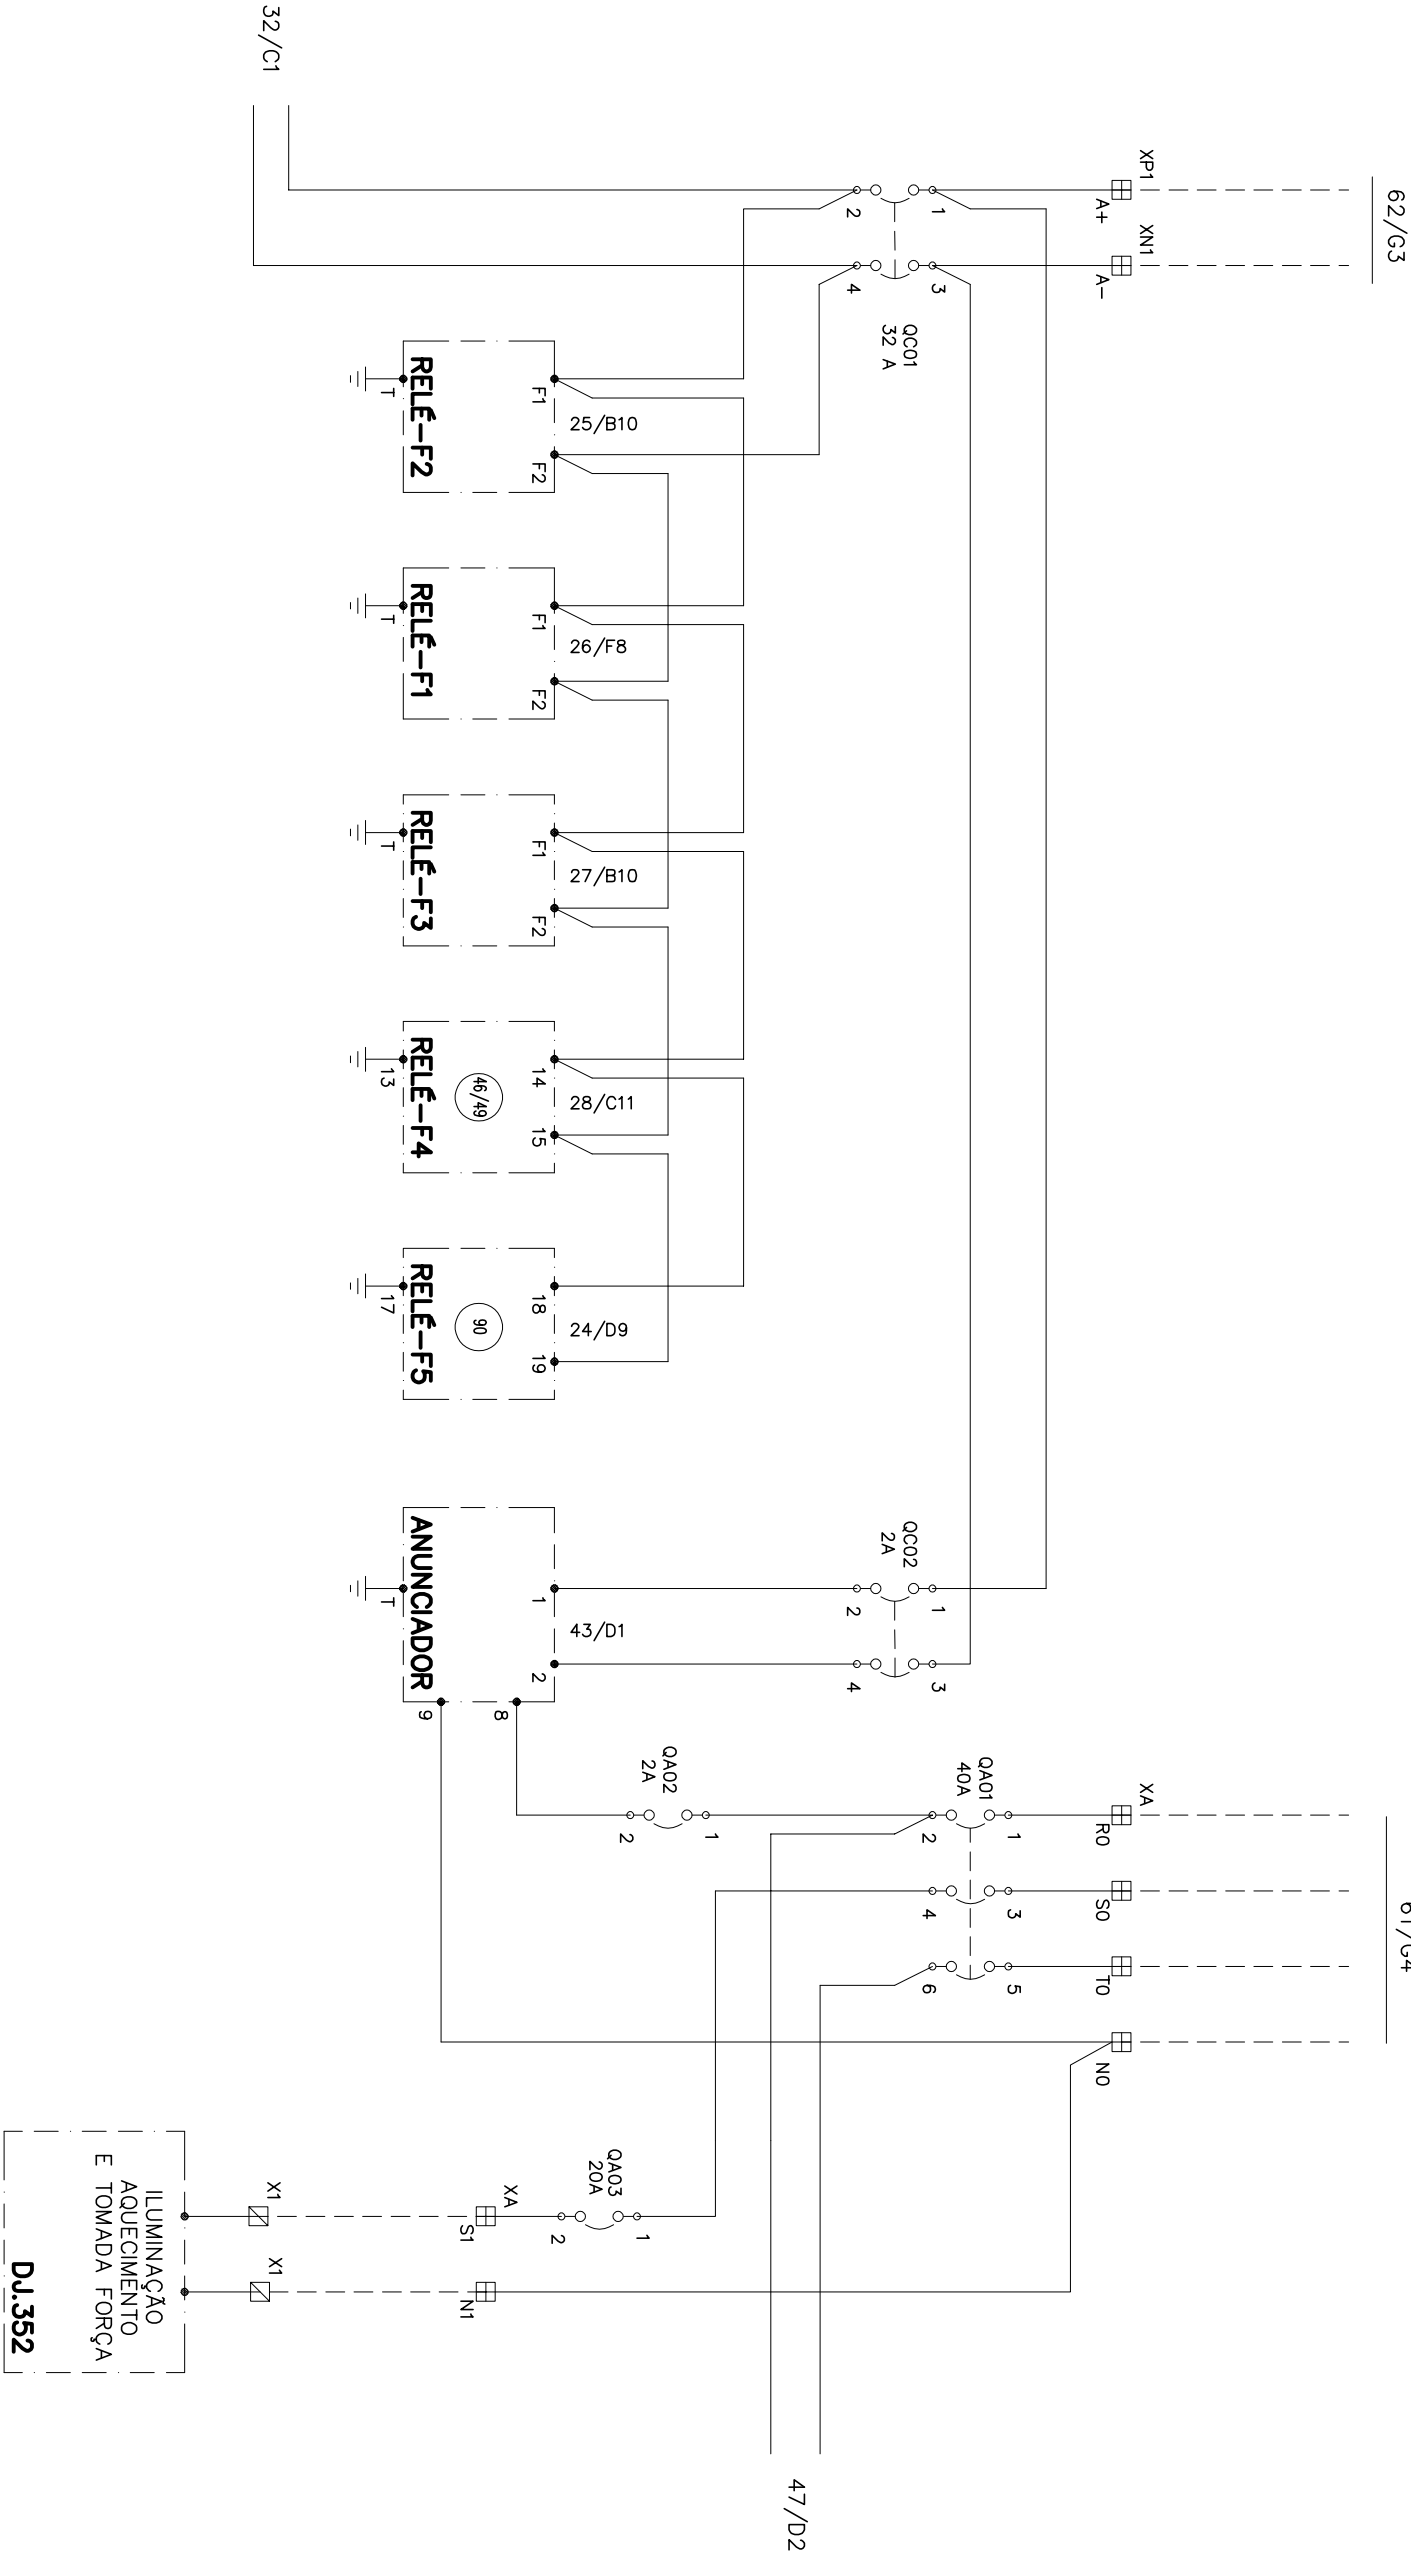 62/G3
61/G4
XP1
A+
XN1
A-
XA
R0
S0
T0
N0
1
2
3
4
QC01
32 A
QC02
2A
1
2
3
4
QA01
40A
1
2
3
4
5
6
QA02
2A
1
2
32/C1
47/D2
F1
25/B10
F2
RELÉ-F2
T
F1
26/F8
F2
RELÉ-F1
T
F1
27/B10
F2
RELÉ-F3
T
14
28/C11
15
46/49
RELÉ-F4
13
18
24/D9
19
90
RELÉ-F5
17
1
43/D1
2
ANUNCIADOR
T
8
9
QA03
20A
1
2
XA
S1
N1
X1
X1
ILUMINAÇÃO
AQUECIMENTO
E TOMADA FORÇA
DJ.352